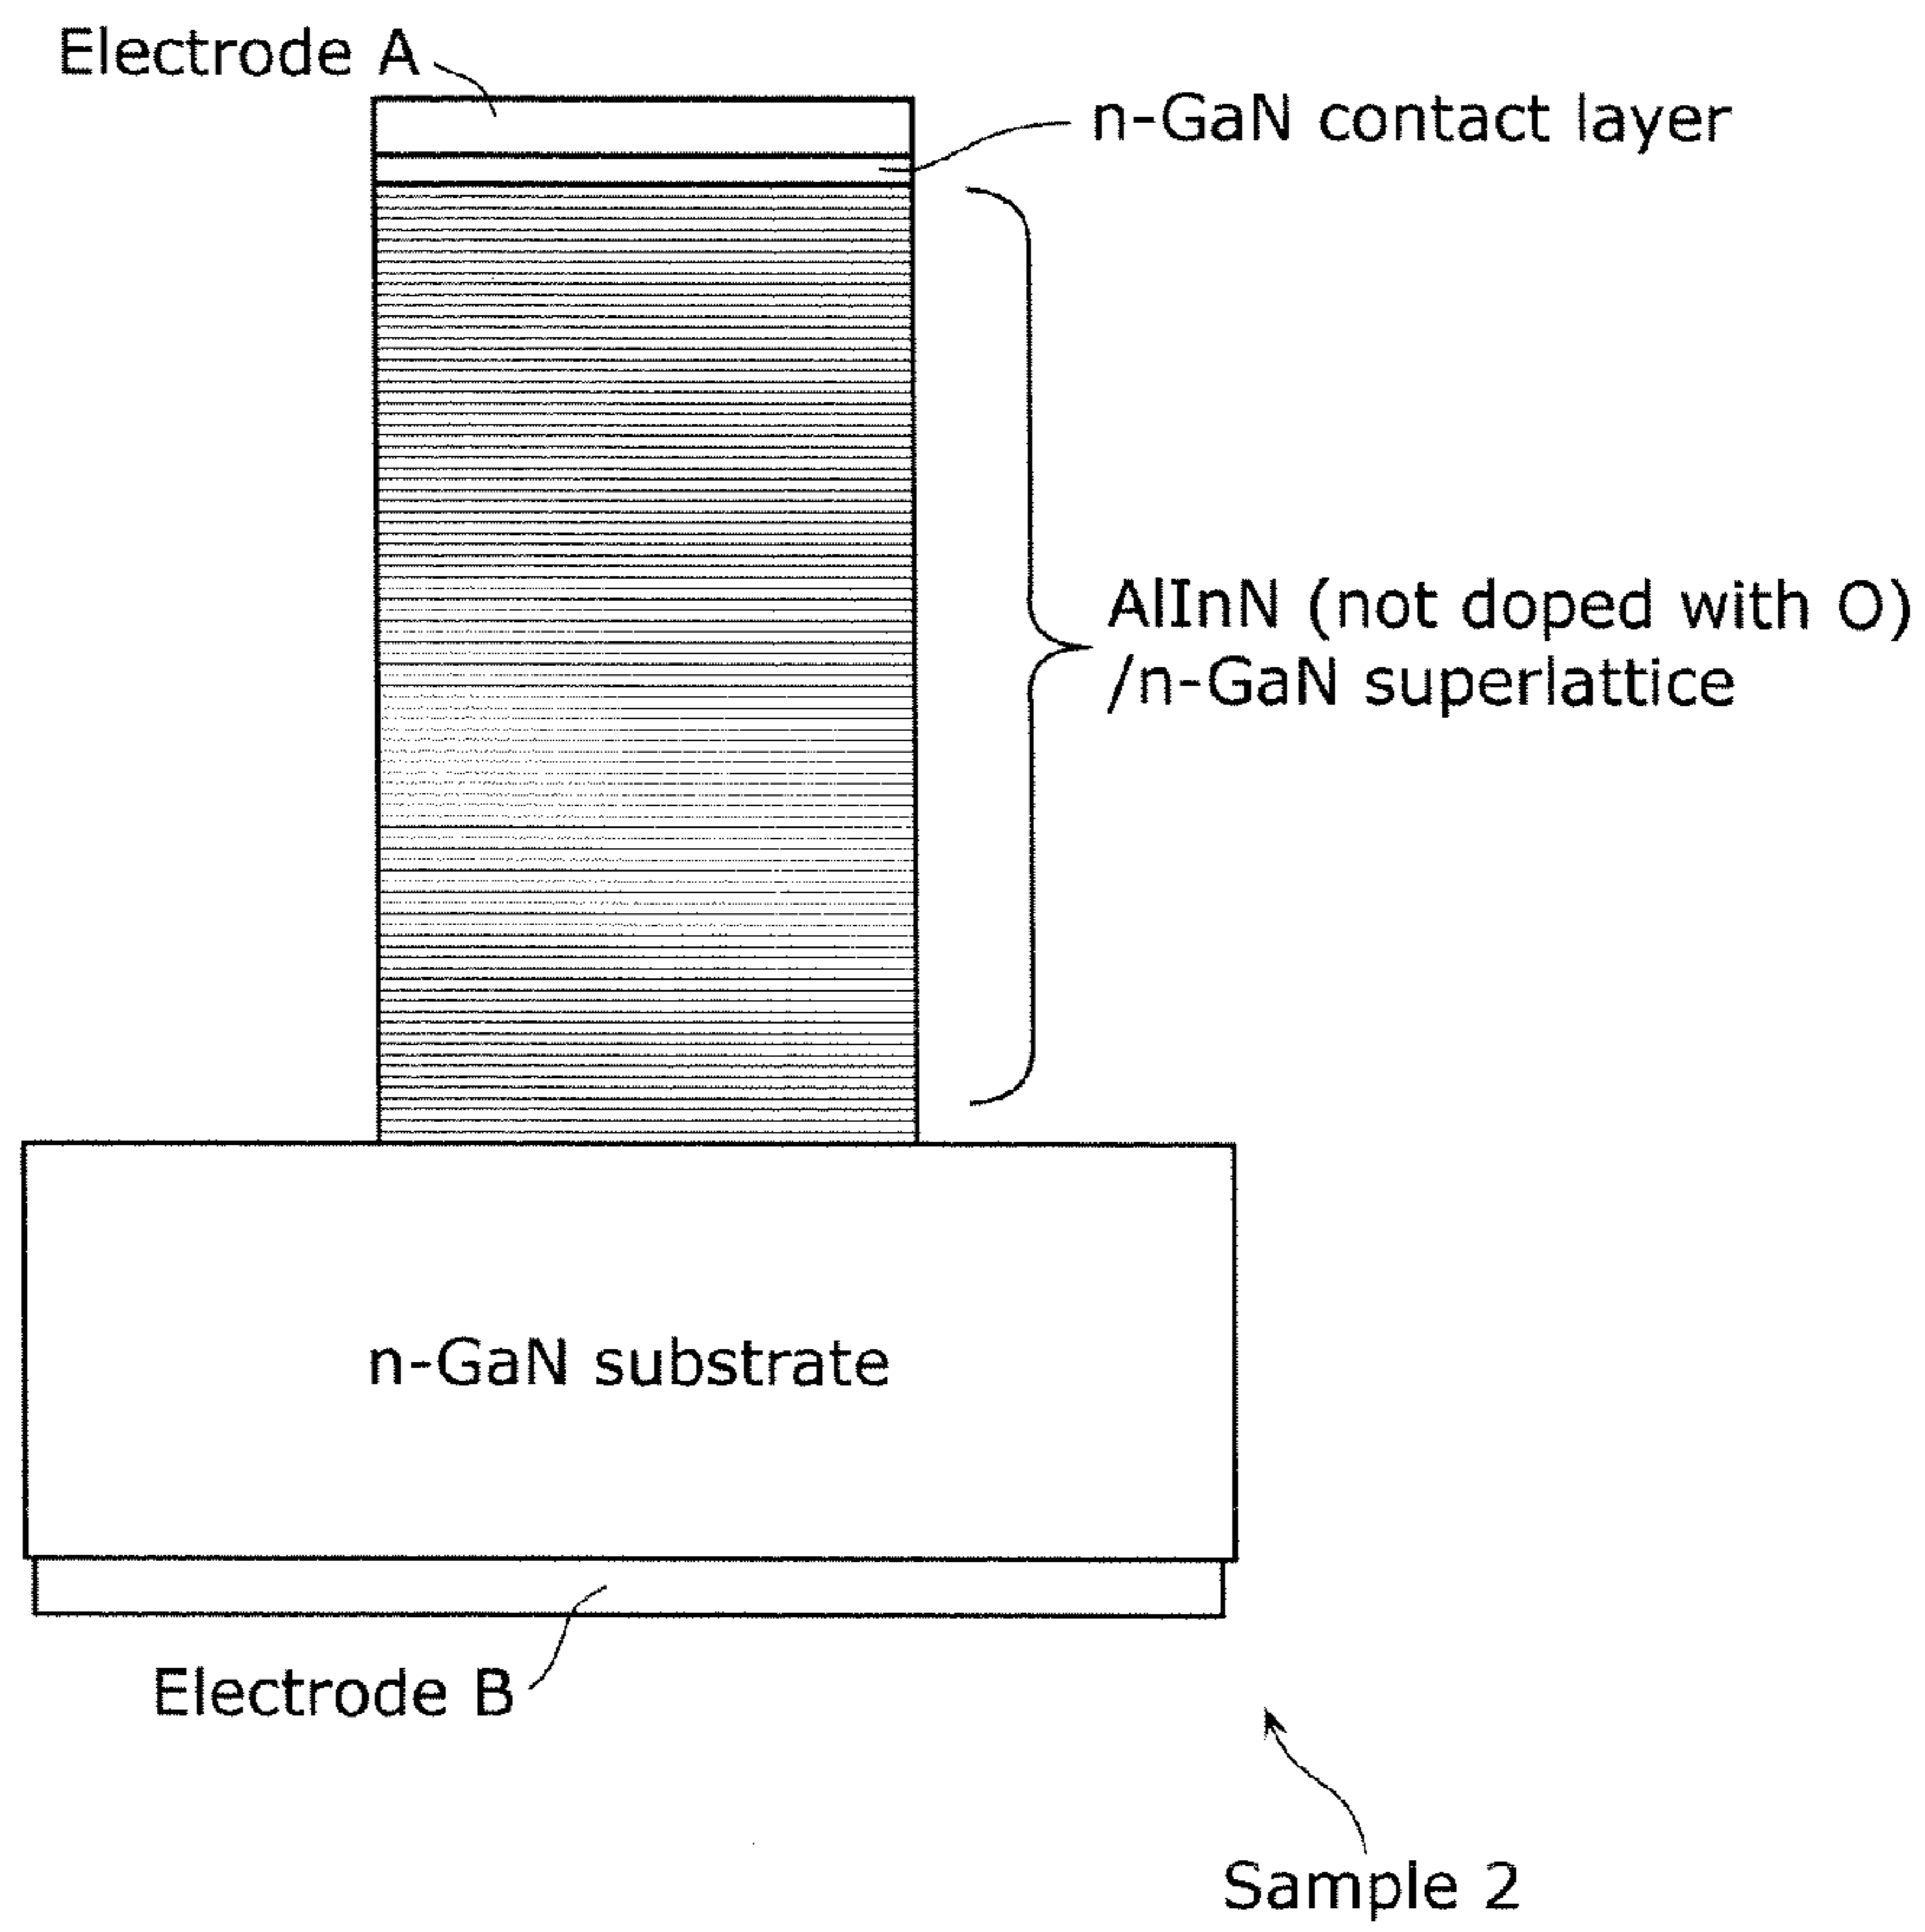 Electrode A
n-GaN contact layer
AlInN (not doped with O)
/n-GaN superlattice
n-GaN substrate
Electrode B
Sample 2